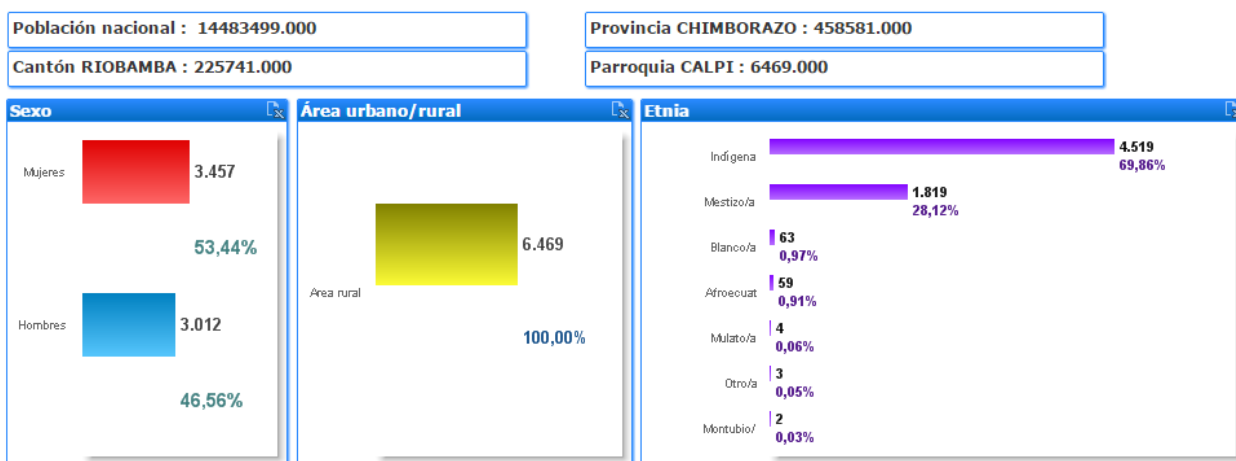 Población nacional : 14483499.000
Provincia CHIMBORAZO : 458581.000
Cantón RIOBAMBA : 225741.000
Parroquia CALPI : 6469.000
Sexo
Mujeres
3.457
53,44%
Hombres
3.012
46,56%
Área urbano/rural
Area rural
6.469
100,00%
Etnia
Indígena
4.519
69,86%
Mestizo/a
1.819
28,12%
Blanco/a
63
0,97%
Afroecuat
59
0,91%
Mulato/a
4
0,06%
Otro/a
3
0,05%
Montubio/
2
0,03%